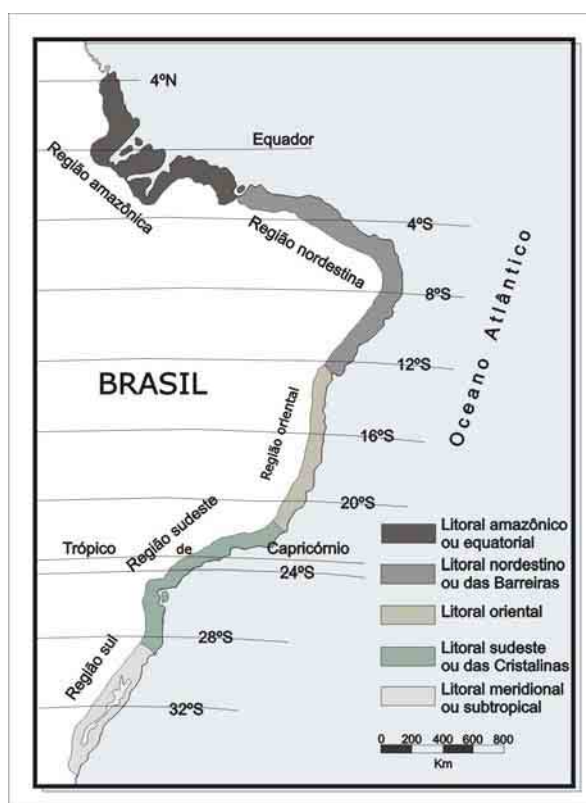 4ºN
Equador
Região amazônica
Região nordestina
4ºS
8ºS
Oceano Atlântico
12ºS
BRASIL
Região oriental
16ºS
20ºS
Região sudeste
Trópico de Capricórnio
24ºS
28ºS
Região sul
32ºS
Litoral amazônico
ou equatorial
Litoral nordestino
ou das Barreiras
Litoral oriental
Litoral sudeste
ou das Cristalinas
Litoral meridional
ou subtropical
0 200 400 600 800
Km